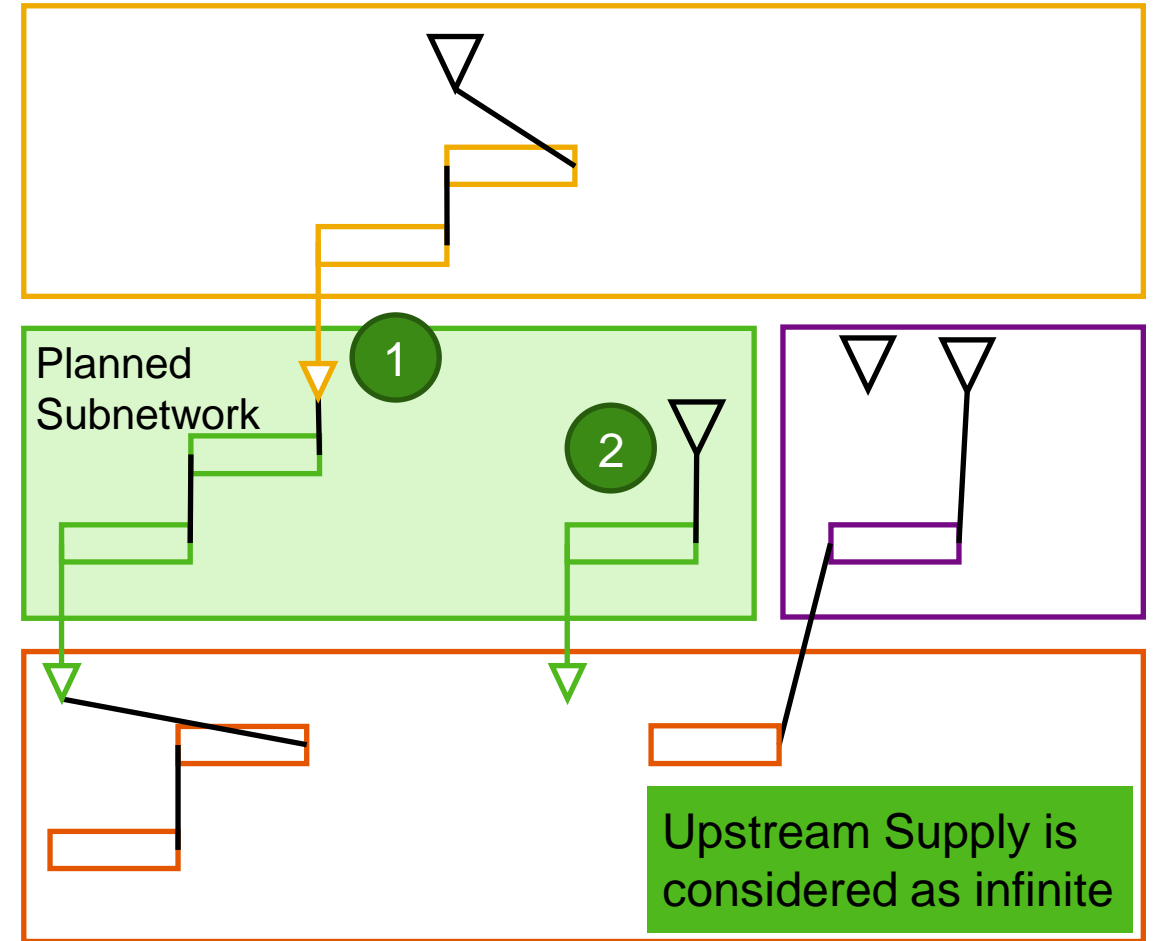 1
Planned
Subnetwork
2
Upstream Supply is
considered as infinite